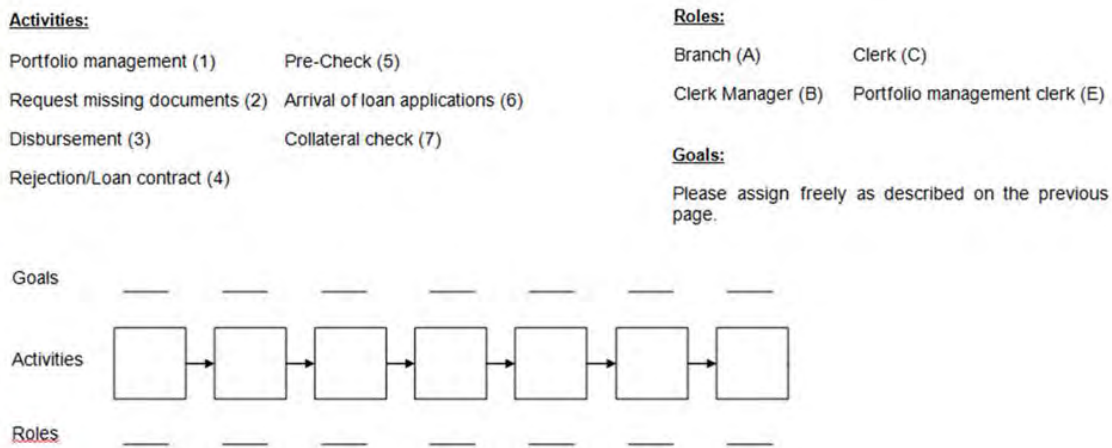 Activities:
Portfolio management (1) Pre-Check (5)
Request missing documents (2) Arrival of loan applications (6)
Disbursement (3) Collateral check (7)
Rejection/Loan contract (4)
Roles:
Branch (A) Clerk (C)
Clerk Manager (B) Portfolio management clerk (E)
Goals:
Please assign freely as described on the previous
page.
Goals
Activities
Roles